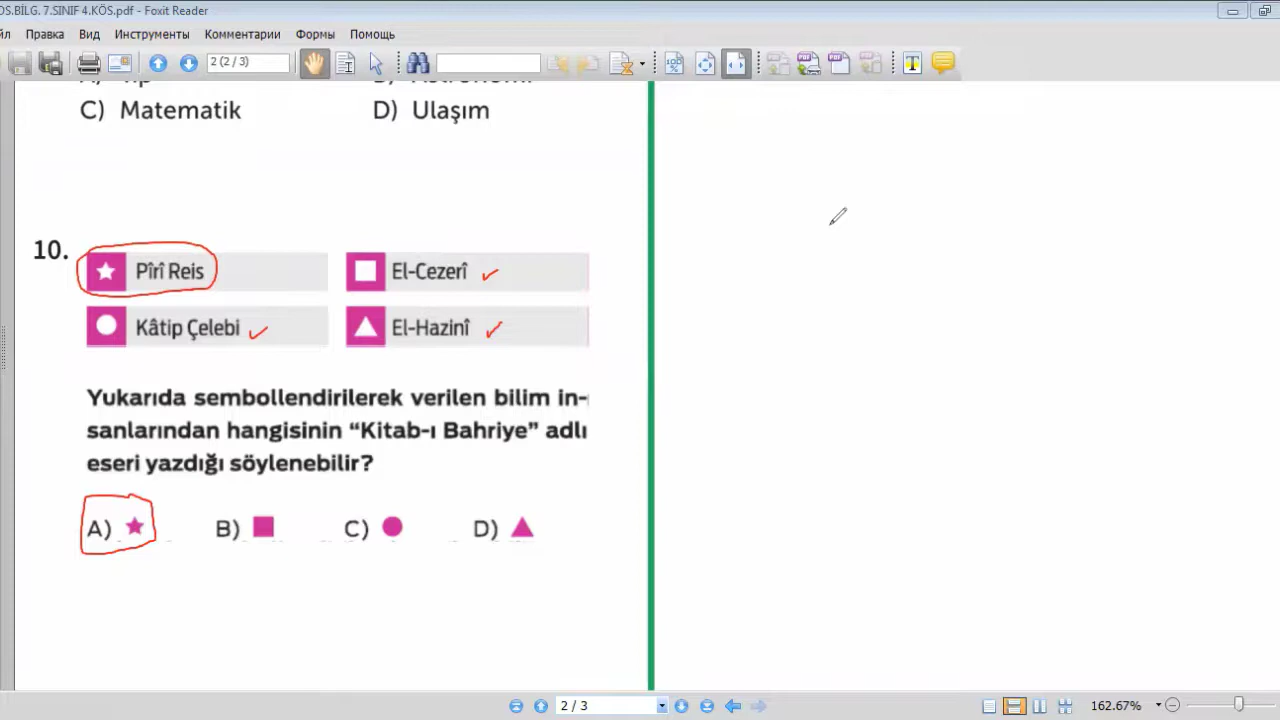 OS.BİLG. 7.SINIF 4.KÖS.pdf - Foxit Reader
Правка Вид Инструменты Комментарии Формы Помощь
2 (2 / 3)
C) Matematik D) Ulaşım
10.
Pîrî Reis El-Cezerî
Kâtip Çelebi El-Hazinî
Yukarıda sembollendirilerek verilen bilim in-
sanlarından hangisinin “Kitab-ı Bahriye” adlı
eseri yazdığı söylenebilir?
A) B) C) D)
2 / 3 162.67%